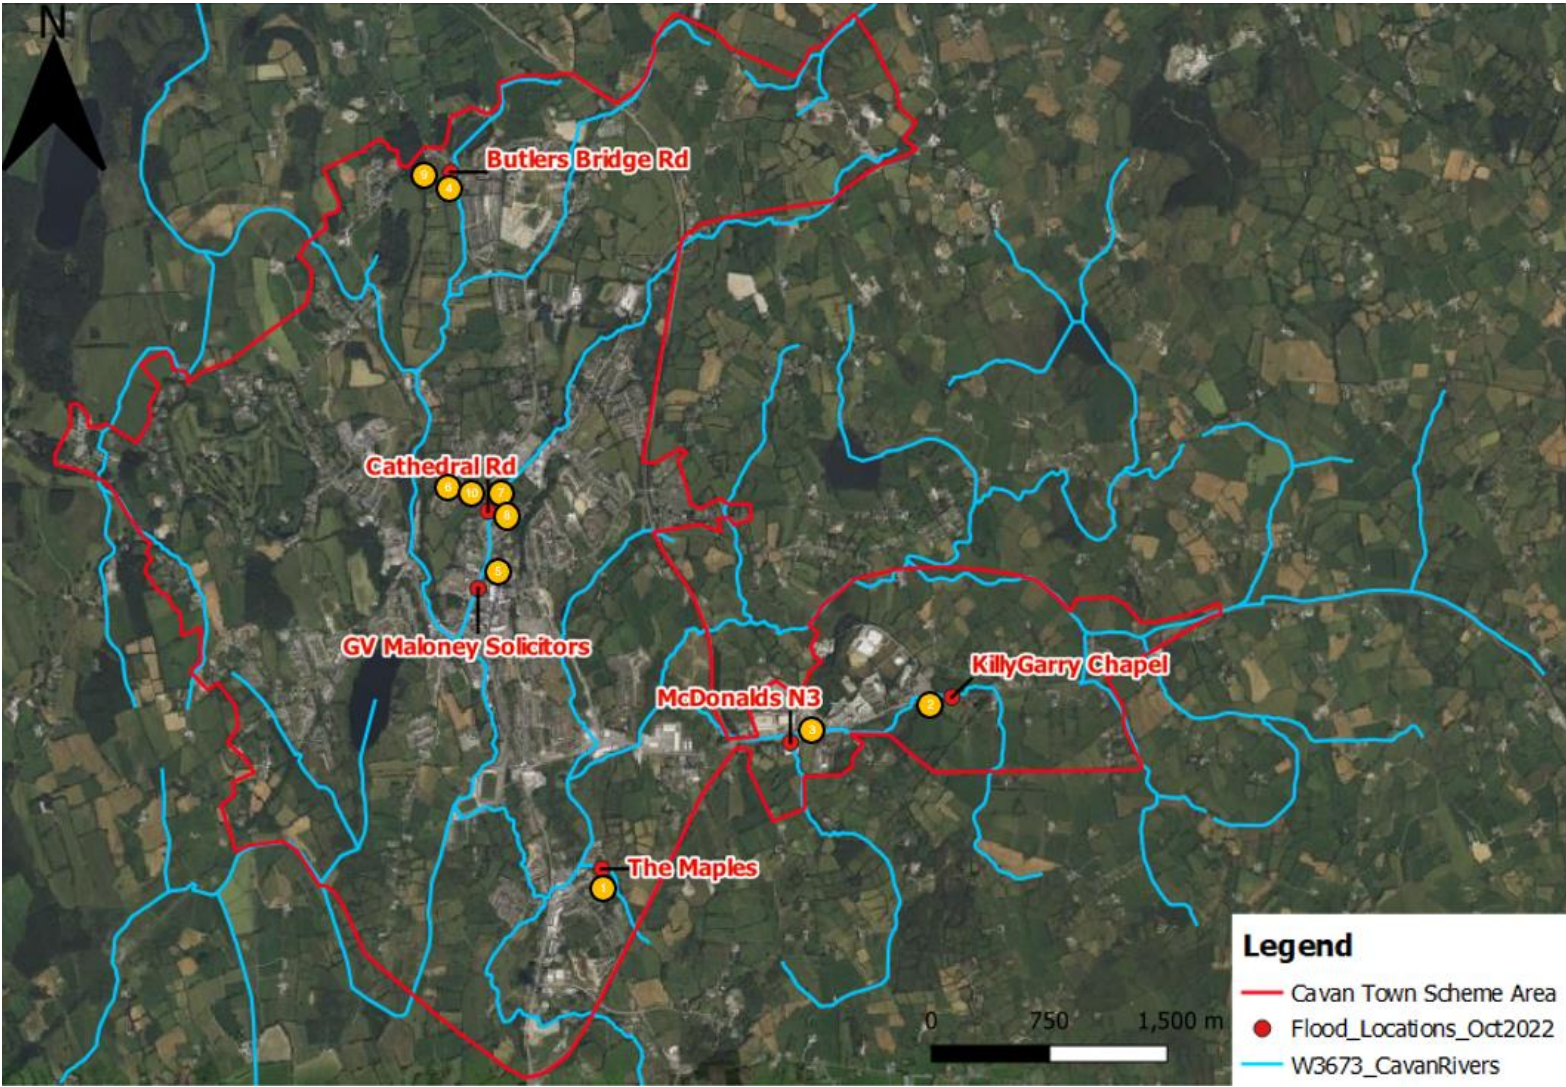 N
Butlers Bridge Rd
9
4
Cathedral Rd
6 10 7
8
5
GV Maloney Solicitors
KillyGarry Chapel
McDonalds N3
2
3
The Maples
1
Legend
Cavan Town Scheme Area
0 750 1,500 m
Flood_Locations_Oct2022
W3673_CavanRivers